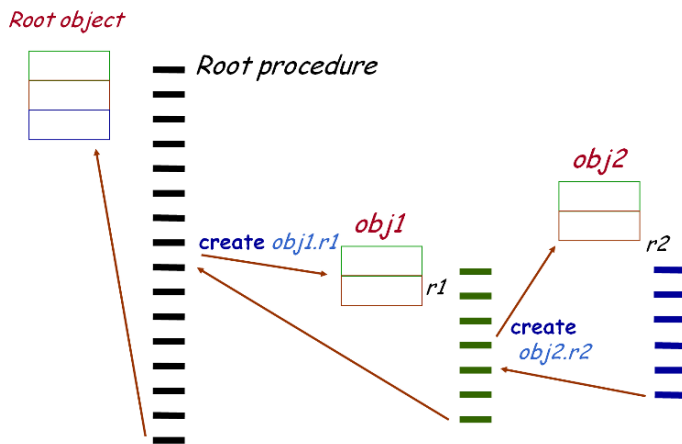 Root object
Root procedure
obj2
obj1
create obj1.r1
r2
r1
create
obj2.r2